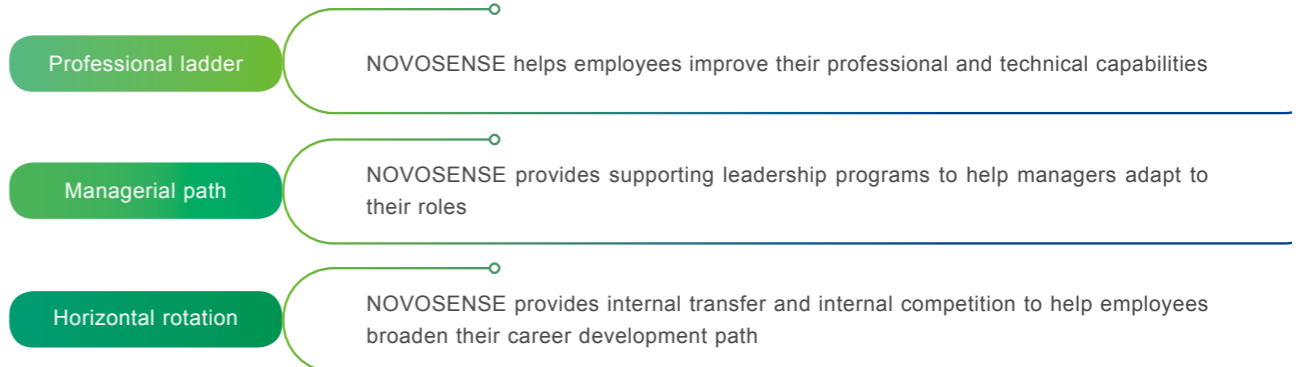 Professional ladder
NOVOSENSE helps employees improve their professional and technical capabilities
Managerial path
NOVOSENSE provides supporting leadership programs to help managers adapt to
their roles
Horizontal rotation
NOVOSENSE provides internal transfer and internal competition to help employees
broaden their career development path